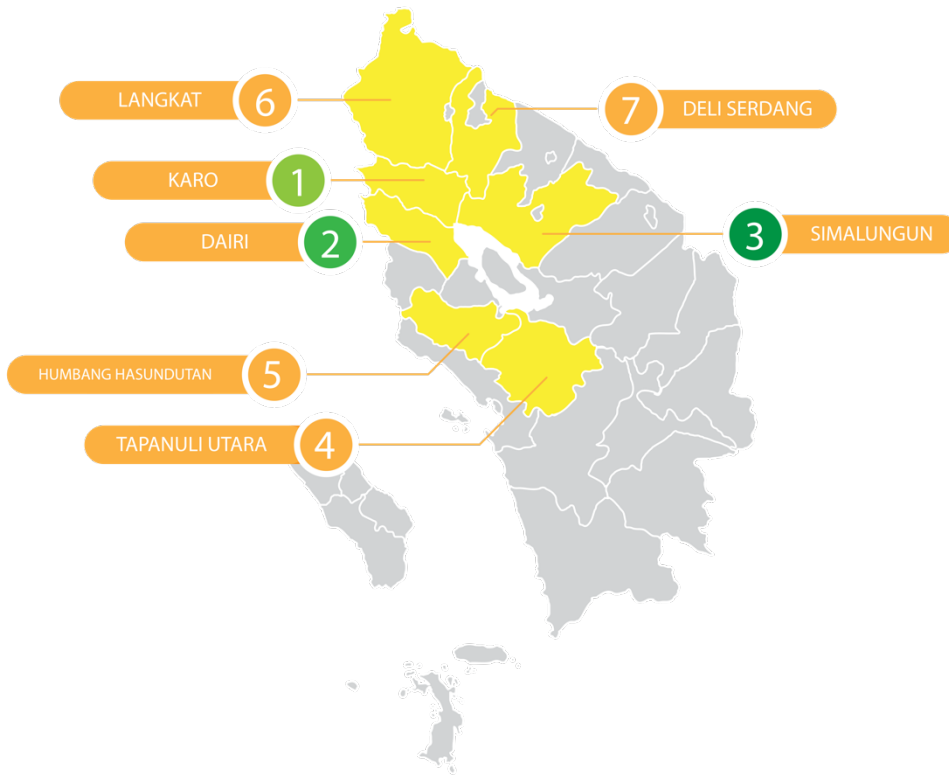 LANGKAT 6
7 DELI SERDANG
KARO 1
DAIRI 2
3 SIMALUNGUN
HUMBANG HASUNDUTAN 5
TAPANULI UTARA 4